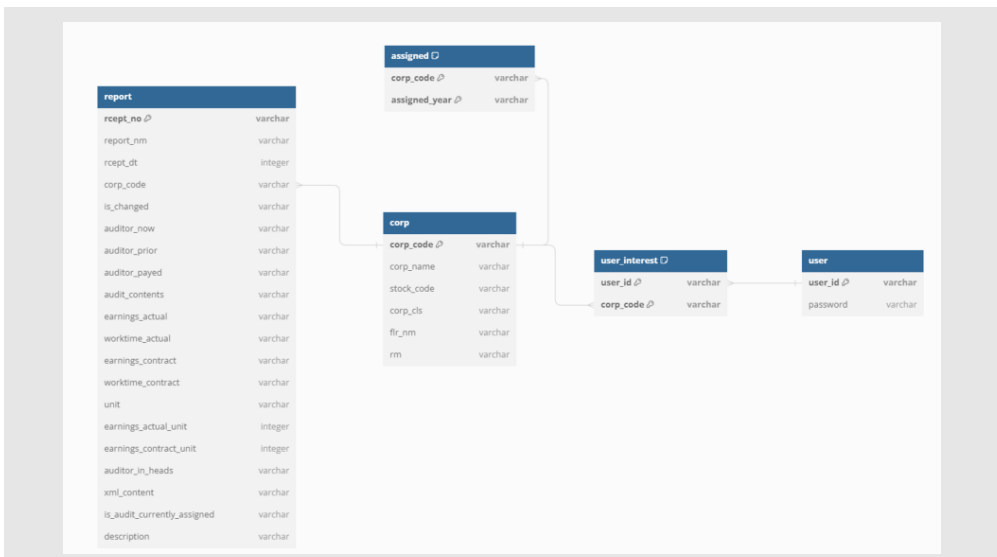 assigned
corp_code varchar
assigned_year varchar
report
rcept_no varchar
report_nm varchar
rcept_dt integer
corp_code varchar
is_changed varchar
auditor_now varchar
auditor_prior varchar
auditor_payed varchar
audit_contents varchar
earnings_actual varchar
worktime_actual varchar
earnings_contract varchar
worktime_contract varchar
unit varchar
earnings_actual_unit integer
earnings_contract_unit integer
auditor_in_heads varchar
xml_content varchar
is_audit_currently_assigned varchar
description varchar
corp
corp_code varchar
corp_name varchar
stock_code varchar
corp_cls varchar
flr_nm varchar
rm varchar
user_interest
user_id varchar
corp_code varchar
user
user_id varchar
password varchar